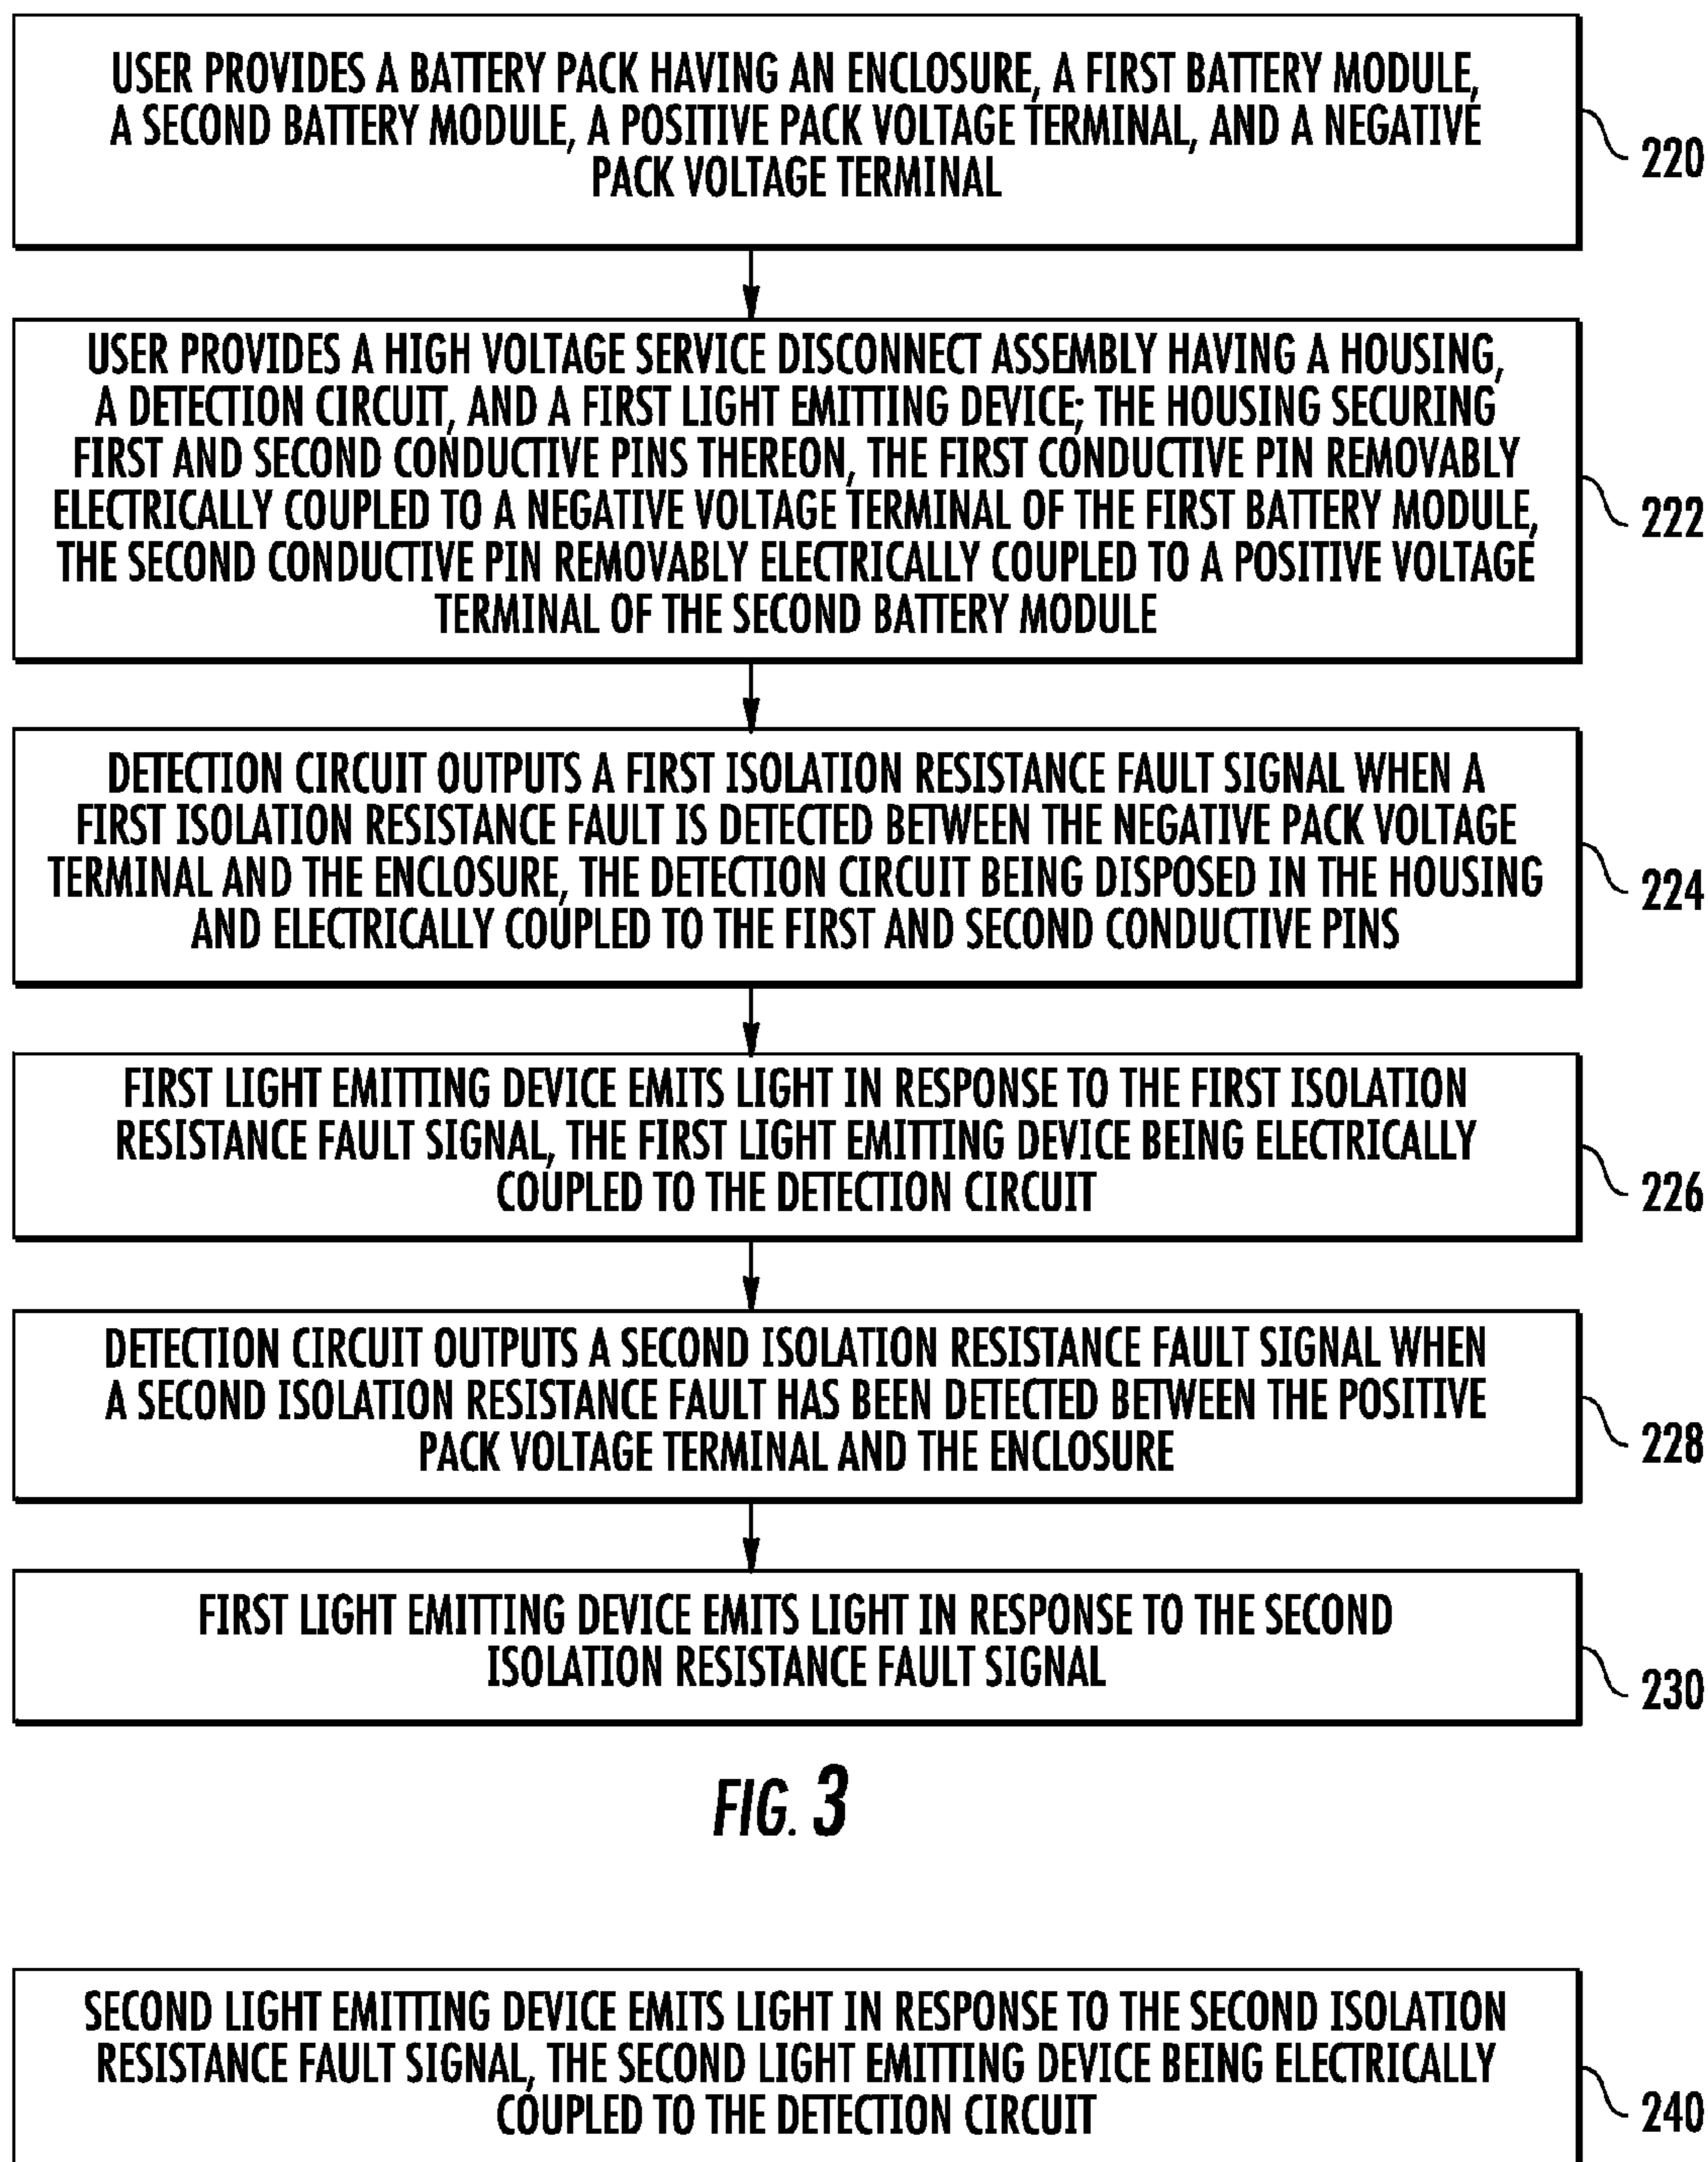 USER PROVIDES A BATTERY PACK HAVING AN ENCLOSURE, A FIRST BATTERY MODULE,
A SECOND BATTERY MODULE, A POSITIVE PACK VOLTAGE TERMINAL, AND A NEGATIVE
PACK VOLTAGE TERMINAL
220
USER PROVIDES A HIGH VOLTAGE SERVICE DISCONNECT ASSEMBLY HAVING A HOUSING,
A DETECTION CIRCUIT, AND A FIRST LIGHT EMITTING DEVICE; THE HOUSING SECURING
FIRST AND SECOND CONDUCTIVE PINS THEREON, THE FIRST CONDUCTIVE PIN REMOVABLY
ELECTRICALLY COUPLED TO A NEGATIVE VOLTAGE TERMINAL OF THE FIRST BATTERY MODULE,
THE SECOND CONDUCTIVE PIN REMOVABLY ELECTRICALLY COUPLED TO A POSITIVE VOLTAGE
TERMINAL OF THE SECOND BATTERY MODULE
222
DETECTION CIRCUIT OUTPUTS A FIRST ISOLATION RESISTANCE FAULT SIGNAL WHEN A
FIRST ISOLATION RESISTANCE FAULT IS DETECTED BETWEEN THE NEGATIVE PACK VOLTAGE
TERMINAL AND THE ENCLOSURE, THE DETECTION CIRCUIT BEING DISPOSED IN THE HOUSING
AND ELECTRICALLY COUPLED TO THE FIRST AND SECOND CONDUCTIVE PINS
224
FIRST LIGHT EMITTING DEVICE EMITS LIGHT IN RESPONSE TO THE FIRST ISOLATION
RESISTANCE FAULT SIGNAL, THE FIRST LIGHT EMITTING DEVICE BEING ELECTRICALLY
COUPLED TO THE DETECTION CIRCUIT
226
DETECTION CIRCUIT OUTPUTS A SECOND ISOLATION RESISTANCE FAULT SIGNAL WHEN
A SECOND ISOLATION RESISTANCE FAULT HAS BEEN DETECTED BETWEEN THE POSITIVE
PACK VOLTAGE TERMINAL AND THE ENCLOSURE
228
FIRST LIGHT EMITTING DEVICE EMITS LIGHT IN RESPONSE TO THE SECOND
ISOLATION RESISTANCE FAULT SIGNAL
230
FIG. 3
SECOND LIGHT EMITTING DEVICE EMITS LIGHT IN RESPONSE TO THE SECOND ISOLATION
RESISTANCE FAULT SIGNAL, THE SECOND LIGHT EMITTING DEVICE BEING ELECTRICALLY
COUPLED TO THE DETECTION CIRCUIT
240